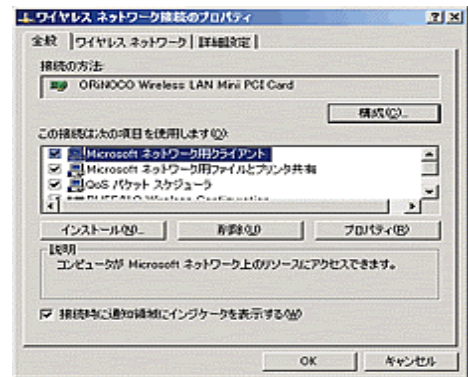 ワイヤレス ネットワーク接続のプロパティ
全般 ワイヤレス ネットワーク 詳細設定
接続の方法:
ORiNOCO Wireless LAN Mini PCI Card
構成(C)...
この接続は次の項目を使用します(O):
Microsoft ネットワーク用クライアント
Microsoft ネットワーク用ファイルとプリンタ共有
QoS パケット スケジューラ
BUFFALO Wireless Configuration
インストール(N)... 削除(U) プロパティ(R)
説明
コンピュータが Microsoft ネットワーク上のリソースにアクセスできます。
接続時に通知領域にインジケータを表示する(W)
OK キャンセル